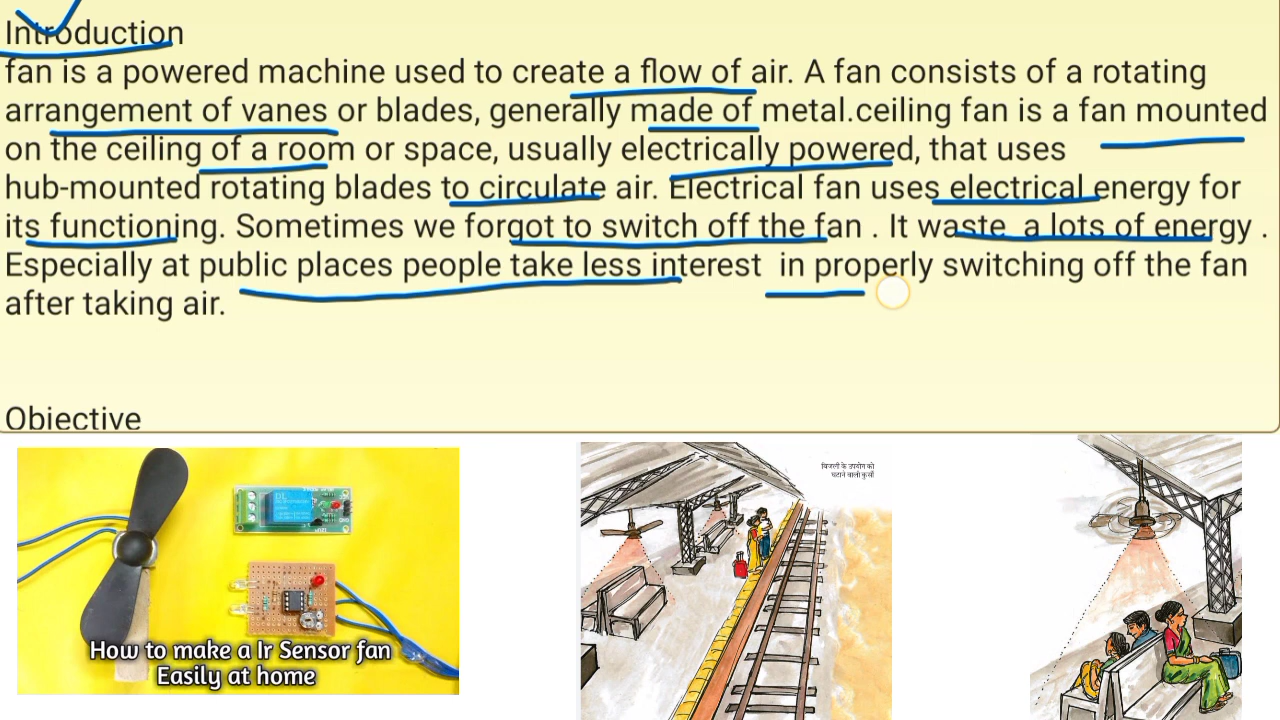 Introduction
fan is a powered machine used to create a flow of air. A fan consists of a rotating
arrangement of vanes or blades, generally made of metal.ceiling fan is a fan mounted
on the ceiling of a room or space, usually electrically powered, that uses
hub-mounted rotating blades to circulate air. Electrical fan uses electrical energy for
its functioning. Sometimes we forgot to switch off the fan . It waste a lots of energy .
Especially at public places people take less interest in properly switching off the fan
after taking air.
Objective
How to make a Ir Sensor fan
Easily at home
बिजली के उपयोग को
घटाने वाली कुर्सी